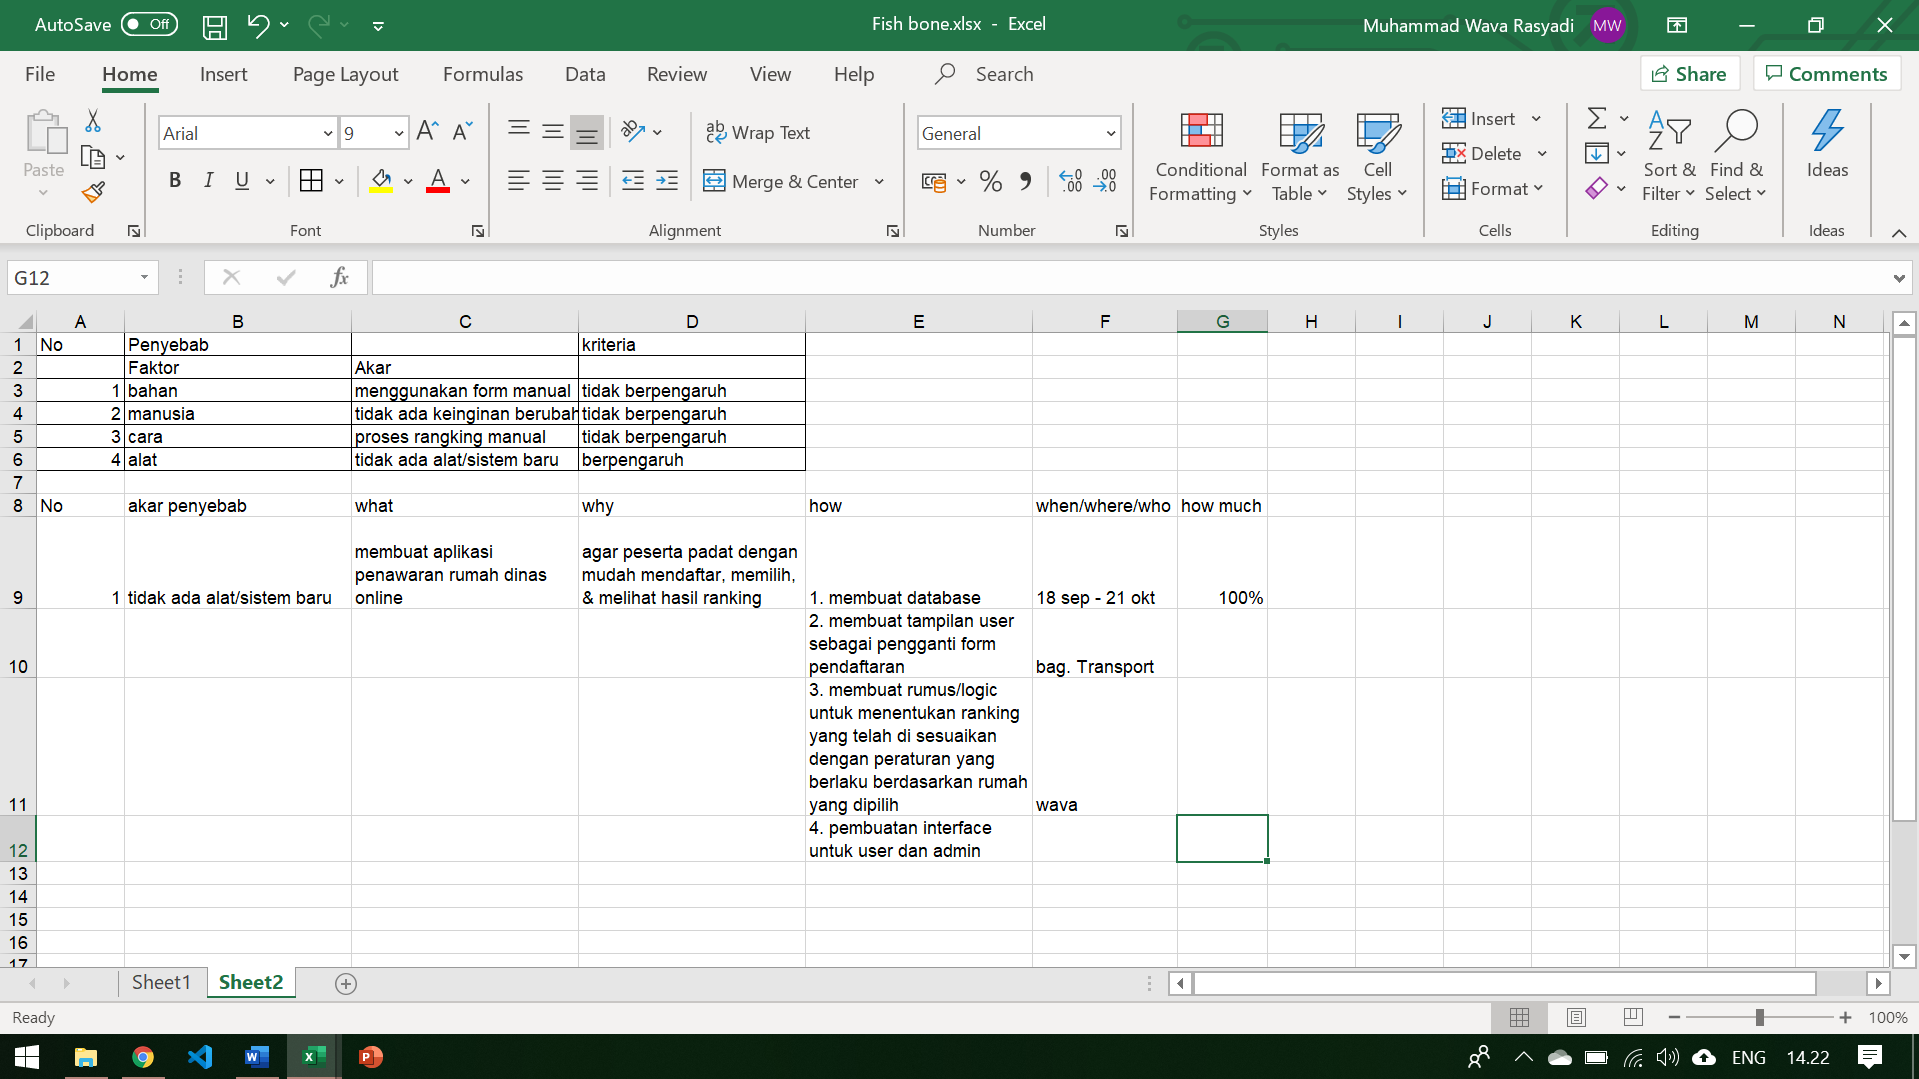 AutoSave Off Fish bone.xlsx - Excel Muhammad Wava Rasyadi MW
File Home Insert Page Layout Formulas Data Review View Help Search Share Comments
Paste
Arial 9
Wrap Text
General
B I U
Merge & Center
Conditional Formatting
Format as Table
Cell Styles
Insert
Delete
Format
Sort & Filter
Find & Select
Ideas
Clipboard Font Alignment Number Styles Cells Editing Ideas
G12 fx
A B C D E F G H I J K L M N
1 No Penyebab kriteria
2 Faktor Akar
3 1 bahan menggunakan form manual tidak berpengaruh
4 2 manusia tidak ada keinginan berubah tidak berpengaruh
5 3 cara proses rangking manual tidak berpengaruh
6 4 alat tidak ada alat/sistem baru berpengaruh
7
8 No akar penyebab what why how when/where/who how much
membuat aplikasi agar peserta padat dengan
penawaran rumah dinas mudah mendaftar, memilih,
9 1 tidak ada alat/sistem baru online & melihat hasil ranking 1. membuat database 18 sep - 21 okt 100%
2. membuat tampilan user
sebagai pengganti form
10 pendaftaran bag. Transport
3. membuat rumus/logic
untuk menentukan ranking
yang telah di sesuaikan
dengan peraturan yang
berlaku berdasarkan rumah
11 yang dipilih wava
4. pembuatan interface
12 untuk user dan admin
13
14
15
16
17
Sheet1 Sheet2
Ready 100%
ENG 14.22